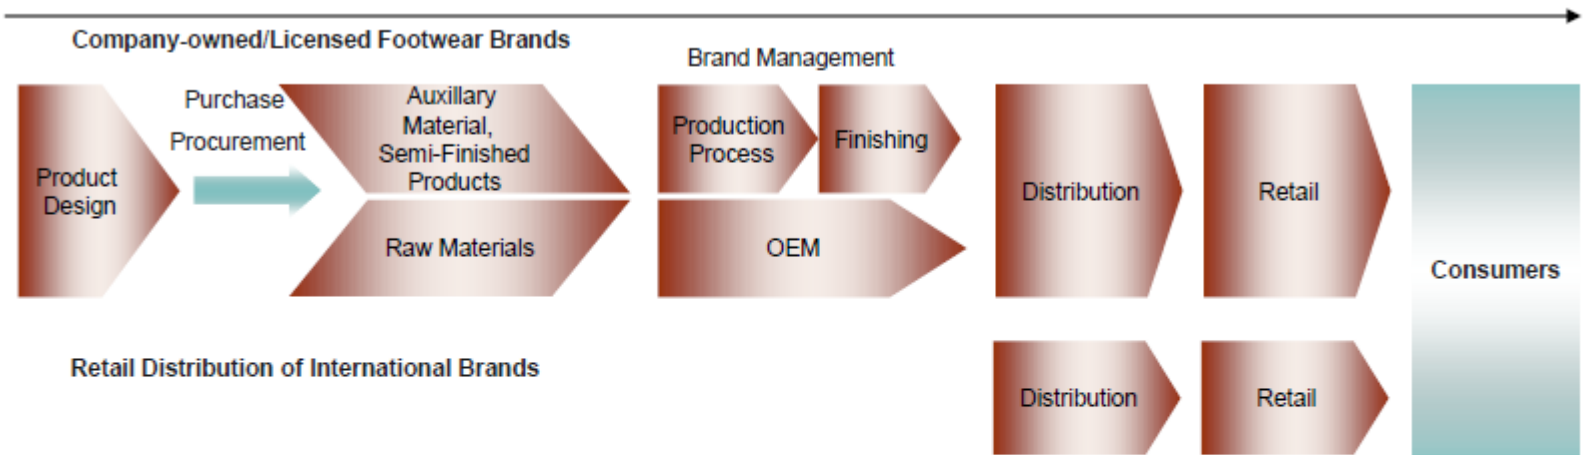 Company-owned/Licensed Footwear Brands
Brand Management
Product
Design
Purchase
Procurement
Auxillary
Material,
Semi-Finished
Products
Raw Materials
Production
Process
Finishing
OEM
Distribution
Retail
Consumers
Retail Distribution of International Brands
Distribution
Retail